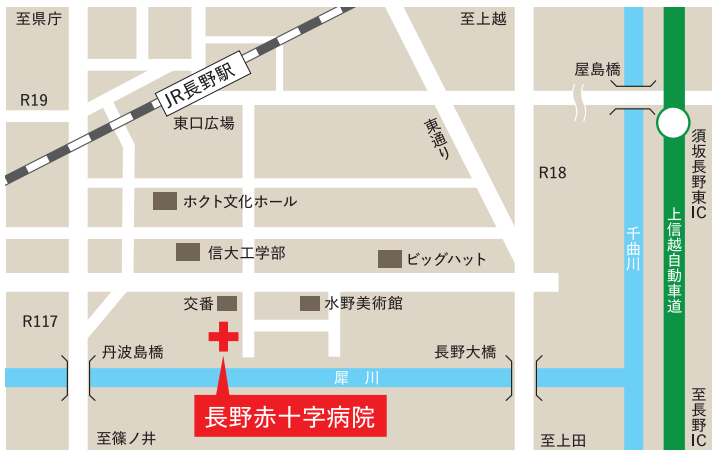 至県庁
至上越
屋島橋
JR長野駅
R19
東口広場
東通り
須坂長野東IC
R18
ホクト文化ホール
上信越自動車道
千曲川
信大工学部
ビッグハット
交番
水野美術館
R117
丹波島橋
長野大橋
犀川
長野赤十字病院
至長野IC
至篠ノ井
至上田